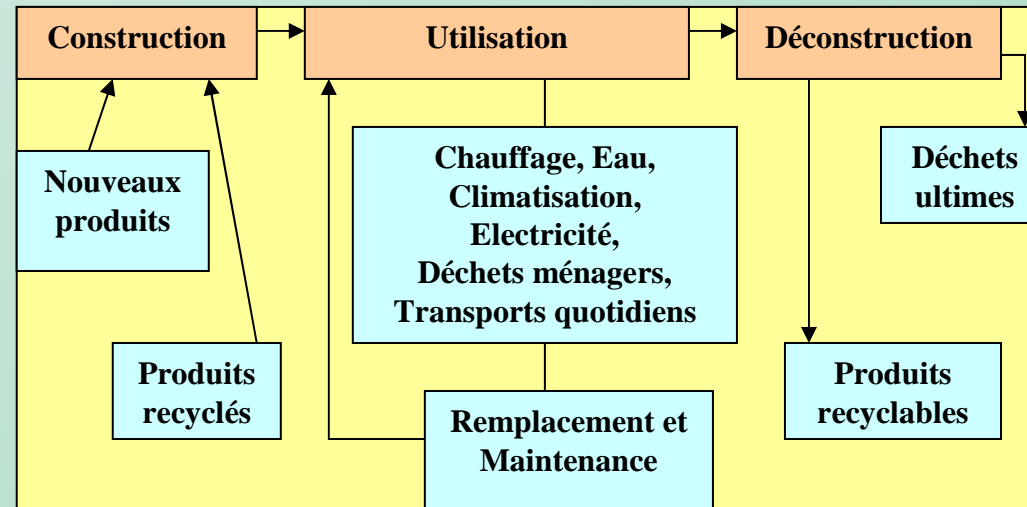 Construction
Utilisation
Déconstruction
Nouveaux
produits
Chauffage, Eau,
Climatisation,
Electricité,
Déchets ménagers,
Transports quotidiens
Déchets
ultimes
Produits
recyclés
Remplacement et
Maintenance
Produits
recyclables